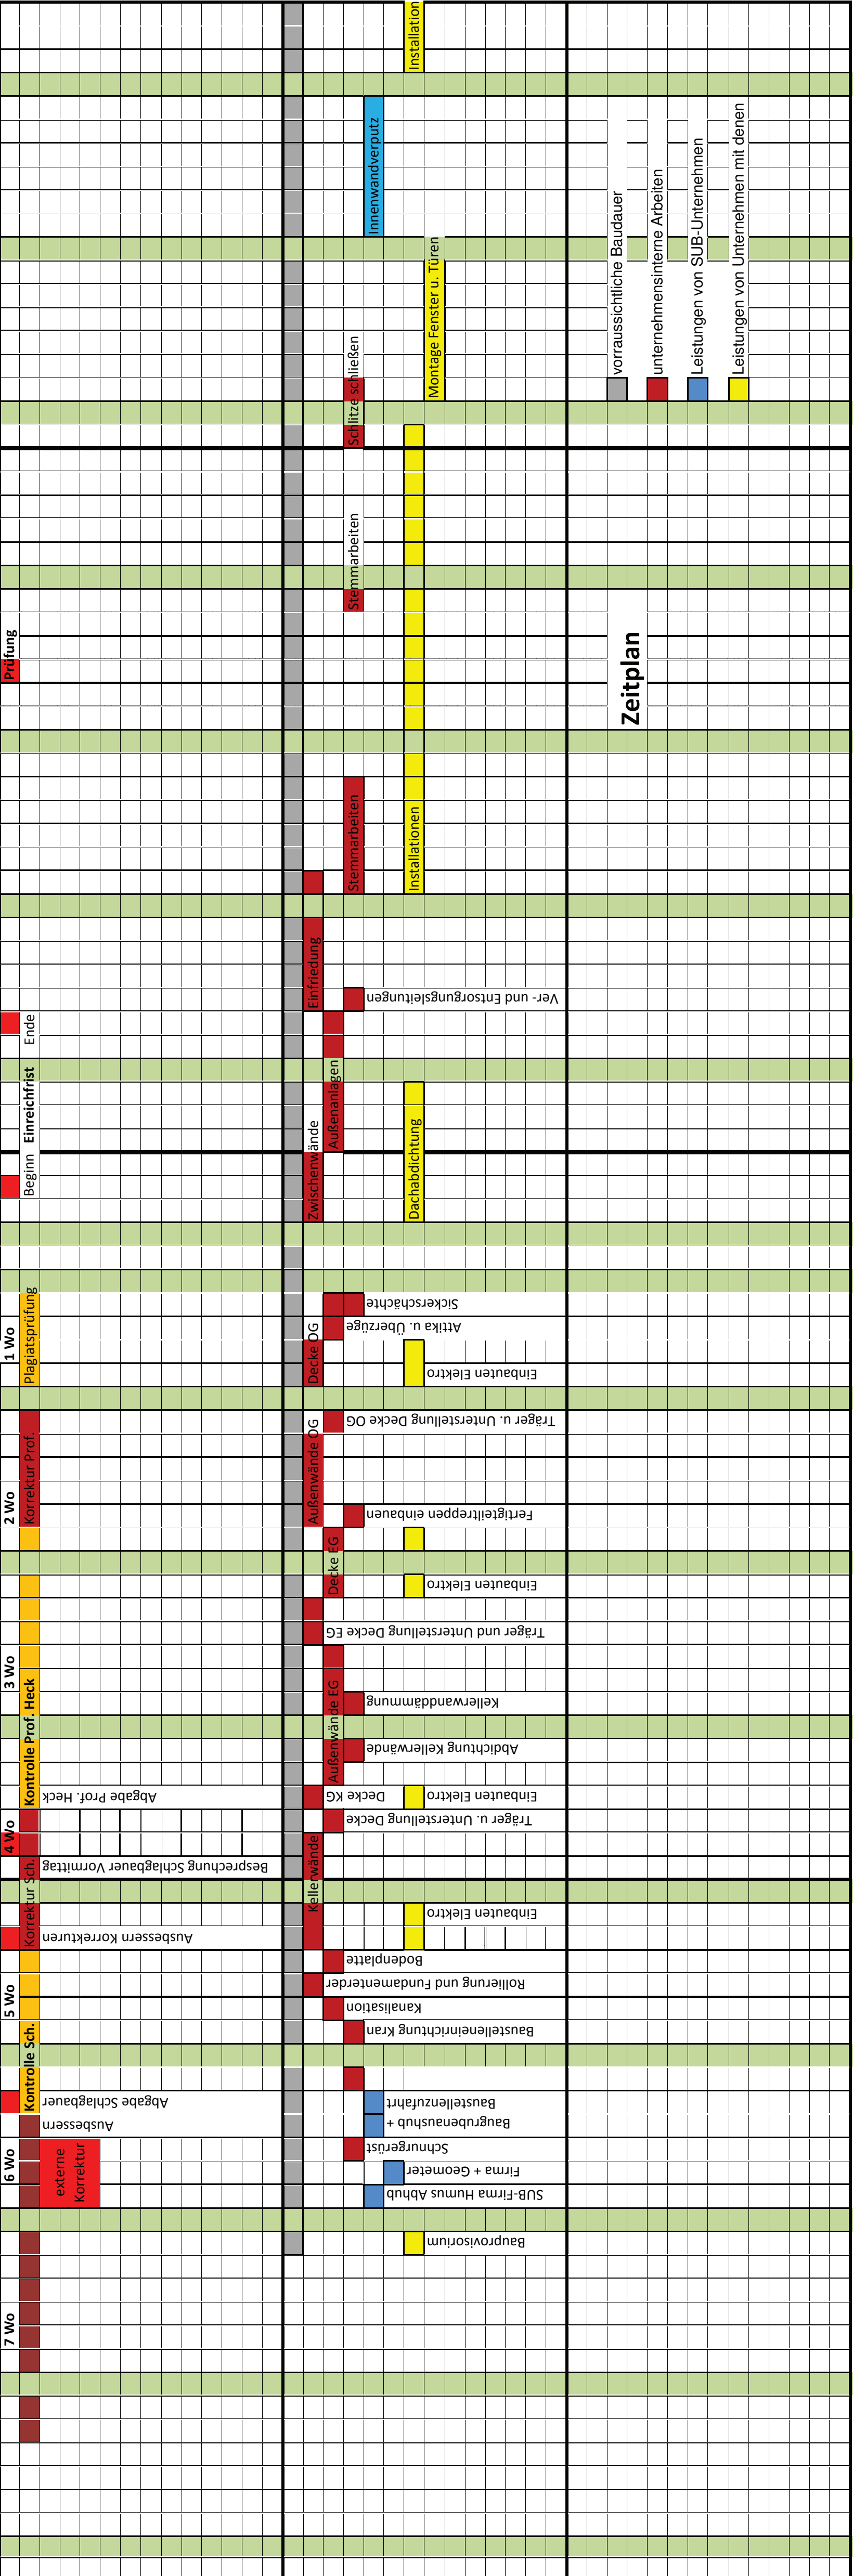 7 Wo
6 Wo
5 Wo
4 Wo
3 Wo
2 Wo
1 Wo
Prüfung
Kontrolle Sch.
Korrektur Sch.
Kontrolle Prof. Heck
Korrektur Prof.
Plagiatsprüfung
Beginn
Einreichfrist
Ende
externe
Korrektur
Ausbessern
Abgabe Schlagbauer
Ausbessern Korrekturen
Besprechung Schlagbauer Vormittag
Abgabe Prof. Heck
Bauprovisorium
SUB-Firma Humus Abhub
Firma + Geometer
Schnurgerüst
Baugrubenaushub +
Baustellenzufahrt
Baustelleneinrichtung Kran
Kanalisation
Rollierung und Fundamenterder
Bodenplatte
Kellerwände
Einbauten Elektro
Träger u. Unterstellung Decke
Decke KG
Einbauten Elektro
Außenwände EG
Abdichtung Kellerwände
Kellerwanddämmung
Träger und Unterstellung Decke EG
Decke EG
Einbauten Elektro
Fertigteiltreppen einbauen
Außenwände OG
Träger u. Unterstellung Decke OG
Decke OG
Einbauten Elektro
Attika u. Überzüge
Sickerschächte
Zwischenwände
Dachabdichtung
Außenanlagen
Ver- und Entsorgungsleitungen
Einfriedung
Stemmarbeiten
Installationen
Stemmarbeiten
Schlitze schließen
Montage Fenster u. Türen
Innenwandverputz
Installation
Zeitplan
vorraussichtliche Baudauer
unternehmensinterne Arbeiten
Leistungen von SUB-Unternehmen
Leistungen von Unternehmen mit denen